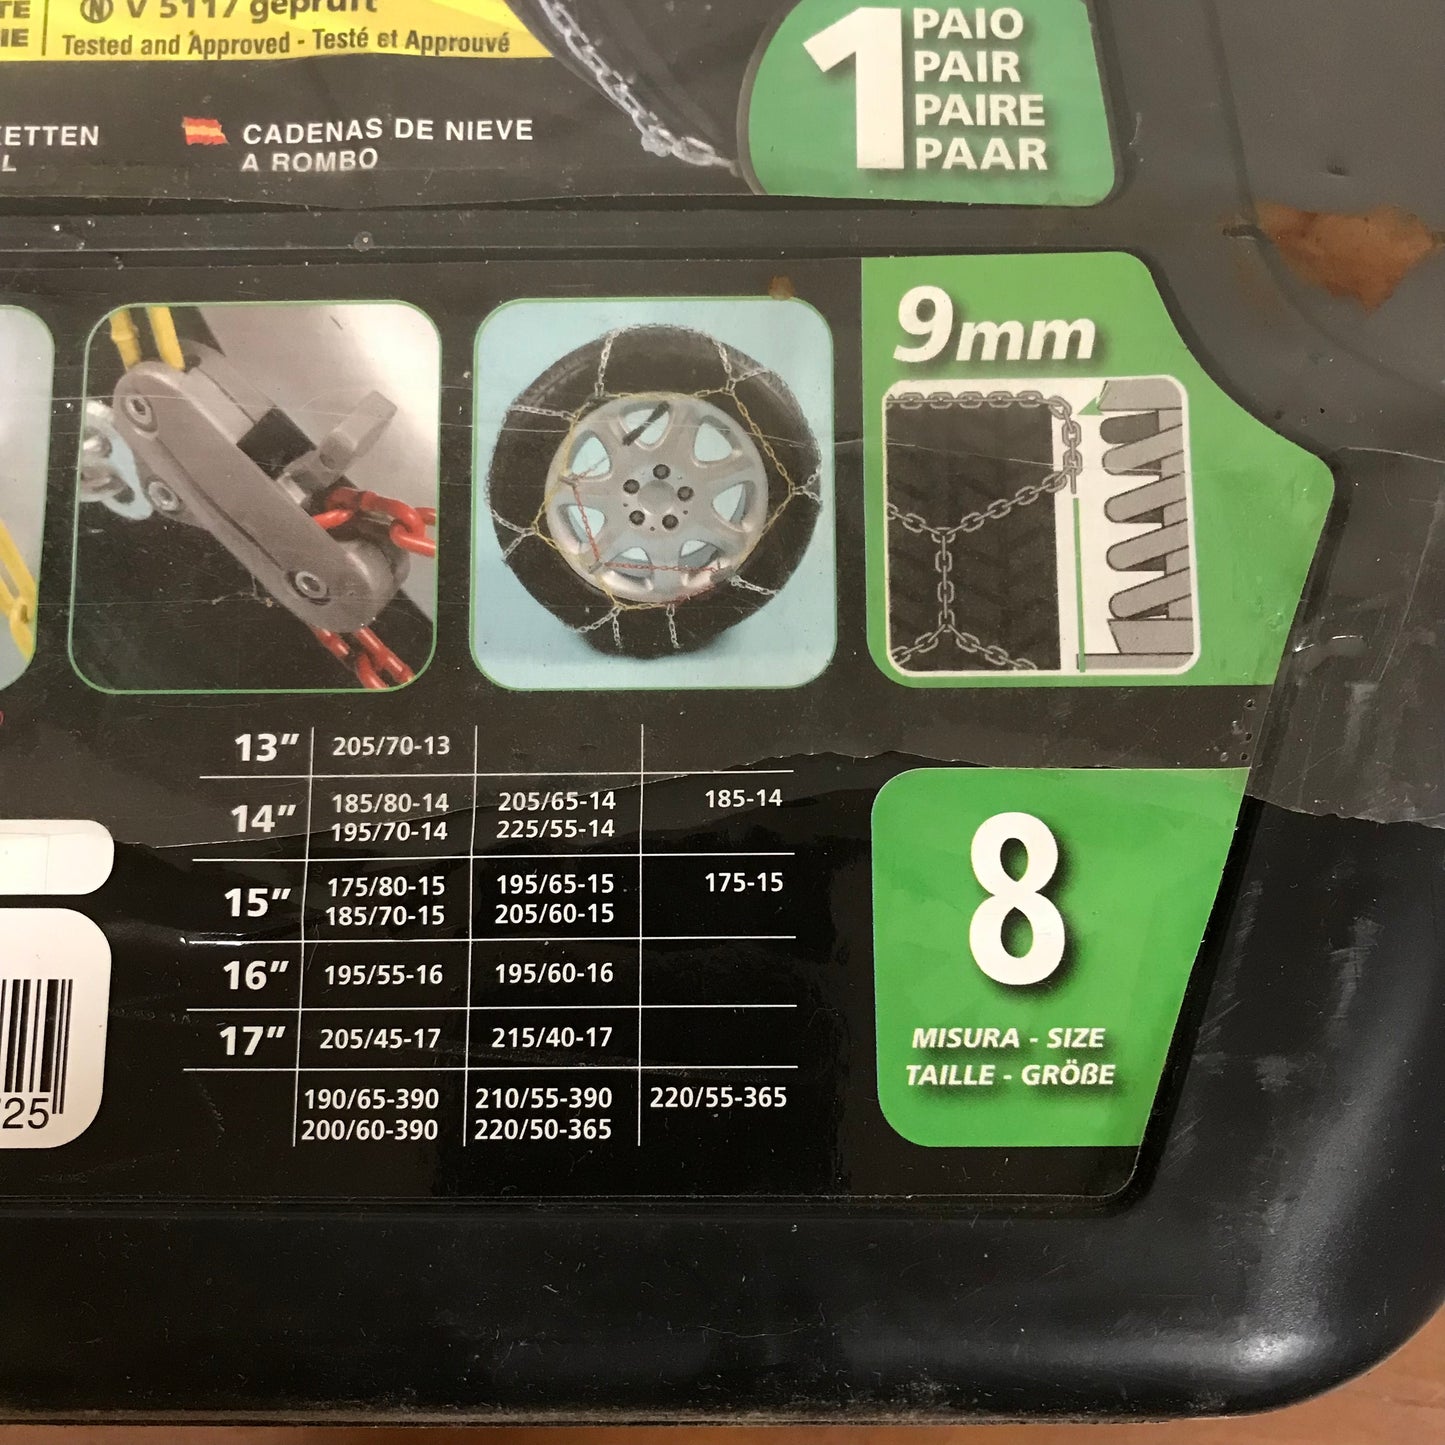 TE
IE
V 5117 geprüft
Tested and Approved - Testé et Approuvé
1
PAIO
PAIR
PAIRE
PAAR
KETTEN
L
CADENAS DE NIEVE
A ROMBO
9mm
13" 205/70-13
14" 185/80-14 205/65-14 185-14
195/70-14 225/55-14
15" 175/80-15 195/65-15 175-15
185/70-15 205/60-15
16" 195/55-16 195/60-16
17" 205/45-17 215/40-17
190/65-390 210/55-390 220/55-365
200/60-390 220/50-365
8
MISURA - SIZE
TAILLE - GRÖßE
25